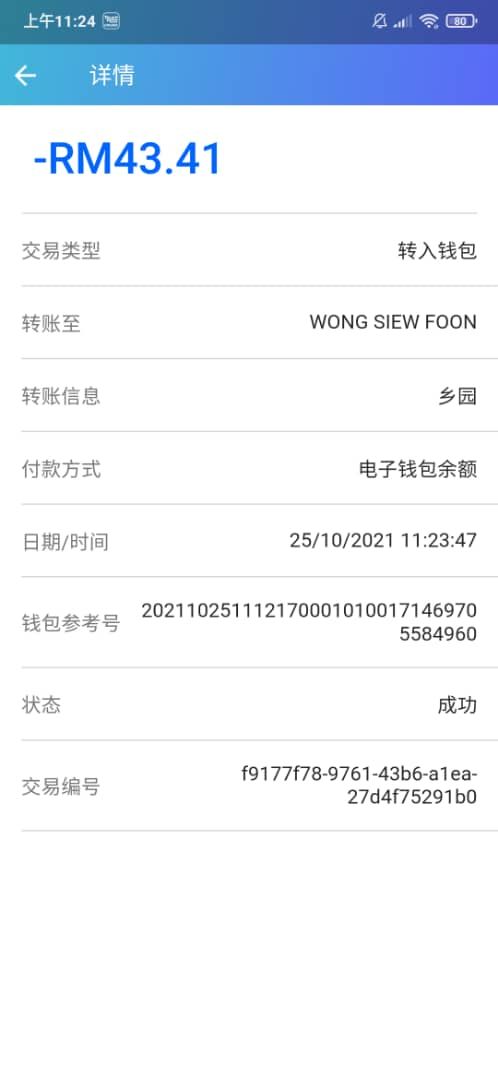 上午11:24
80
详情
-RM43.41
交易类型 转入钱包
转账至 WONG SIEW FOON
转账信息 乡园
付款方式 电子钱包余额
日期/时间 25/10/2021 11:23:47
钱包参考号 202110251112170001010017146970
5584960
状态 成功
交易编号 f9177f78-9761-43b6-a1ea-
27d4f75291b0